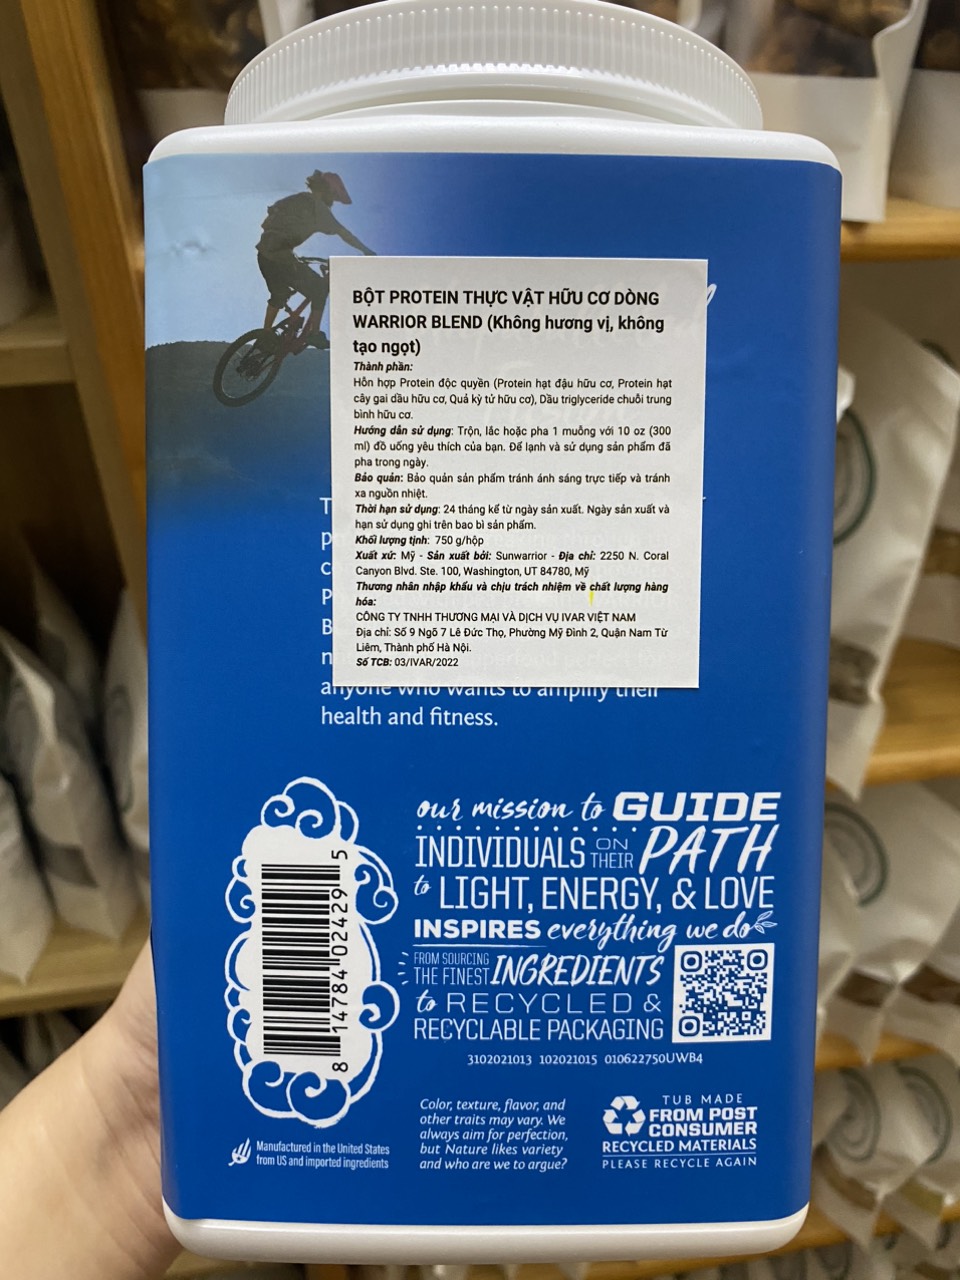 BỘT PROTEIN THỰC VẬT HỮU CƠ DÒNG
WARRIOR BLEND (Không hương vị, không
tạo ngọt)
Thành phần:
Hỗn hợp Protein độc quyền (Protein hạt đậu hữu cơ, Protein hạt
cây gai dầu hữu cơ, Quả kỷ tử hữu cơ), Dầu triglyceride chuỗi trung
bình hữu cơ.
Hướng dẫn sử dụng: Trộn, lắc hoặc pha 1 muỗng với 10 oz (300
ml) đồ uống yêu thích của bạn. Để lạnh và sử dụng sản phẩm đã
pha trong ngày.
Bảo quản: Bảo quản sản phẩm tránh ánh sáng trực tiếp và tránh
xa nguồn nhiệt.
Thời hạn sử dụng: 24 tháng kể từ ngày sản xuất. Ngày sản xuất và
hạn sử dụng ghi trên bao bì sản phẩm.
Khối lượng tịnh: 750 g/hộp
Xuất xứ: Mỹ - Sản xuất bởi: Sunwarrior - Địa chỉ: 2250 N. Coral
Canyon Blvd. Ste. 100, Washington, UT 84780, Mỹ
Thương nhân nhập khẩu và chịu trách nhiệm về chất lượng hàng
hóa:
CÔNG TY TNHH THƯƠNG MẠI VÀ DỊCH VỤ IVAR VIỆT NAM
Địa chỉ: Số 9 Ngõ 7 Lê Đức Thọ, Phường Mỹ Đình 2, Quận Nam Từ
Liêm, Thành phố Hà Nội.
Số TCB: 03/IVAR/2022
anyone who wants to amplify their
health and fitness.
our mission to GUIDE
INDIVIDUALS ON THEIR PATH
to LIGHT, ENERGY, & LOVE
INSPIRES everything we do
FROM SOURCING
THE FINEST INGREDIENTS
to RECYCLED &
RECYCLABLE PACKAGING
3102021013 102021015 010622750UWB4
8 14784 02429 5
Color, texture, flavor, and
other traits may vary. We
always aim for perfection,
but Nature likes variety
and who are we to argue?
TUB MADE
FROM POST
CONSUMER
RECYCLED MATERIALS
PLEASE RECYCLE AGAIN
Manufactured in the United States
from US and imported ingredients